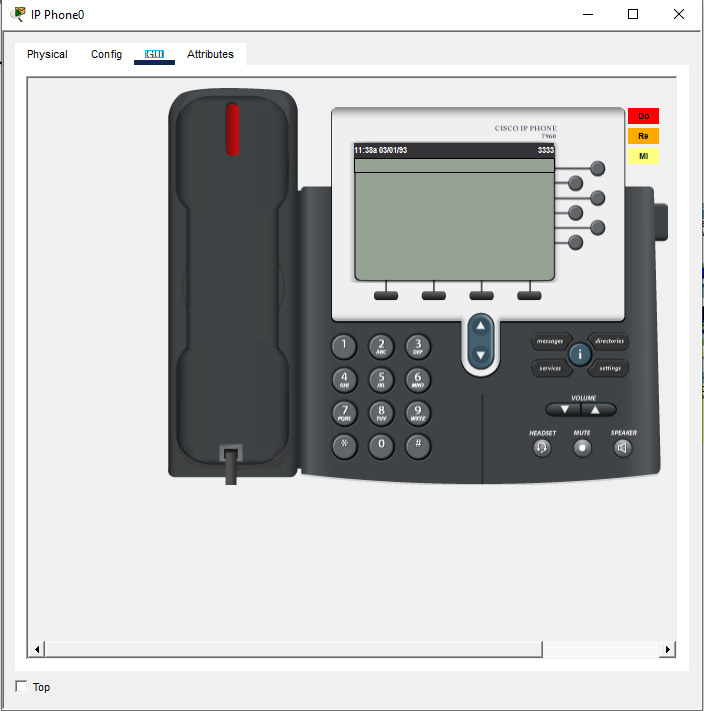 IP Phone0
Physical Config GUI Attributes
CISCO IP PHONE
7960
Do
Re
Mi
11:38a 03/01/93 3333
1 2 ABC 3 DEF
4 GHI 5 JKL 6 MNO
7 PQRS 8 TUV 9 WXYZ
* 0 #
messages directories
i
services settings
VOLUME
HEADSET MUTE SPEAKER
Top